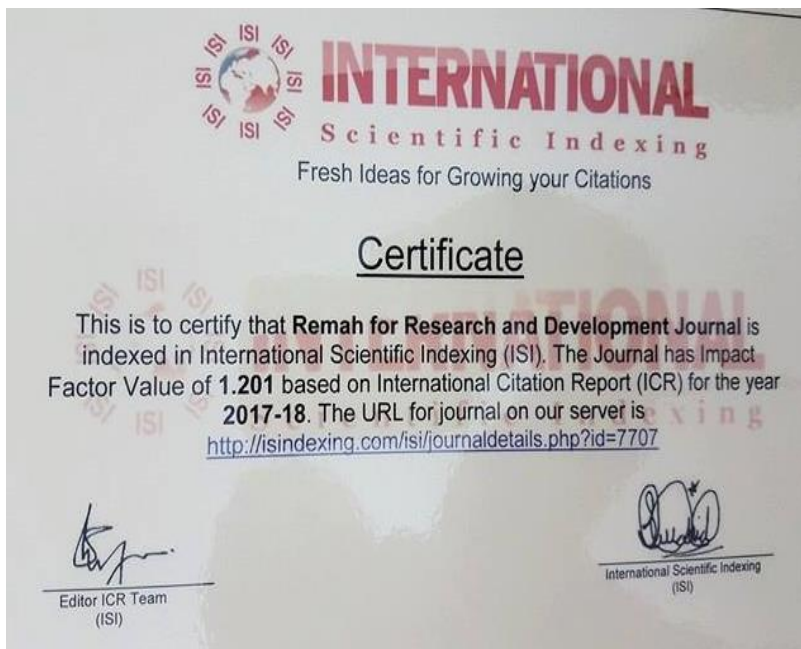 ISI ISI ISI ISI ISI ISI ISI ISI
INTERNATIONAL
Scientific Indexing
Fresh Ideas for Growing your Citations
Certificate
This is to certify that Remah for Research and Development Journal is
indexed in International Scientific Indexing (ISI). The Journal has Impact
Factor Value of 1.201 based on International Citation Report (ICR) for the year
2017-18. The URL for journal on our server is
http://isindexing.com/isi/journaldetails.php?id=7707
Editor ICR Team
(ISI)
International Scientific Indexing
(ISI)